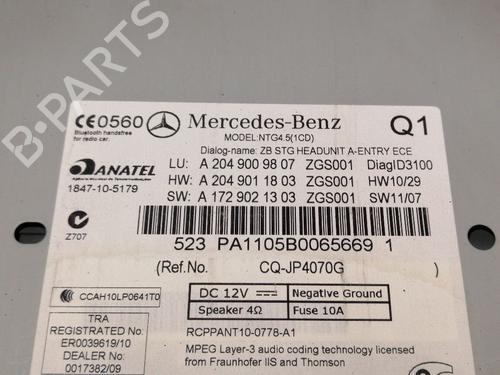 B-PARTS
CE0560
Bluetooth handsfree
for radio car.
Mercedes-Benz
Q1
MODEL:NTG4.5(1CD)
Dialog-name: ZB STG HEADUNIT A-ENTRY ECE
ANATEL
Agência Nacional de Telecomunicações
1847-10-5179
LU: A 204 900 98 07 ZGS001 DiagID3100
HW: A 204 901 18 03 ZGS001 HW10/29
SW: A 172 902 13 03 ZGS001 SW11/07
Z707
523 PA1105B0065669 1
(Ref.No. CQ-JP4070G )
CCAH10LP0641T0
DC 12V Negative Ground
Speaker 4Ω Fuse 10A
TRA
REGISTERED No:
ER0039619/10
DEALER No:
0017382/09
RCPPANT10-0778-A1
MPEG Layer-3 audio coding technology licensed
from Fraunhofer IIS and Thomson